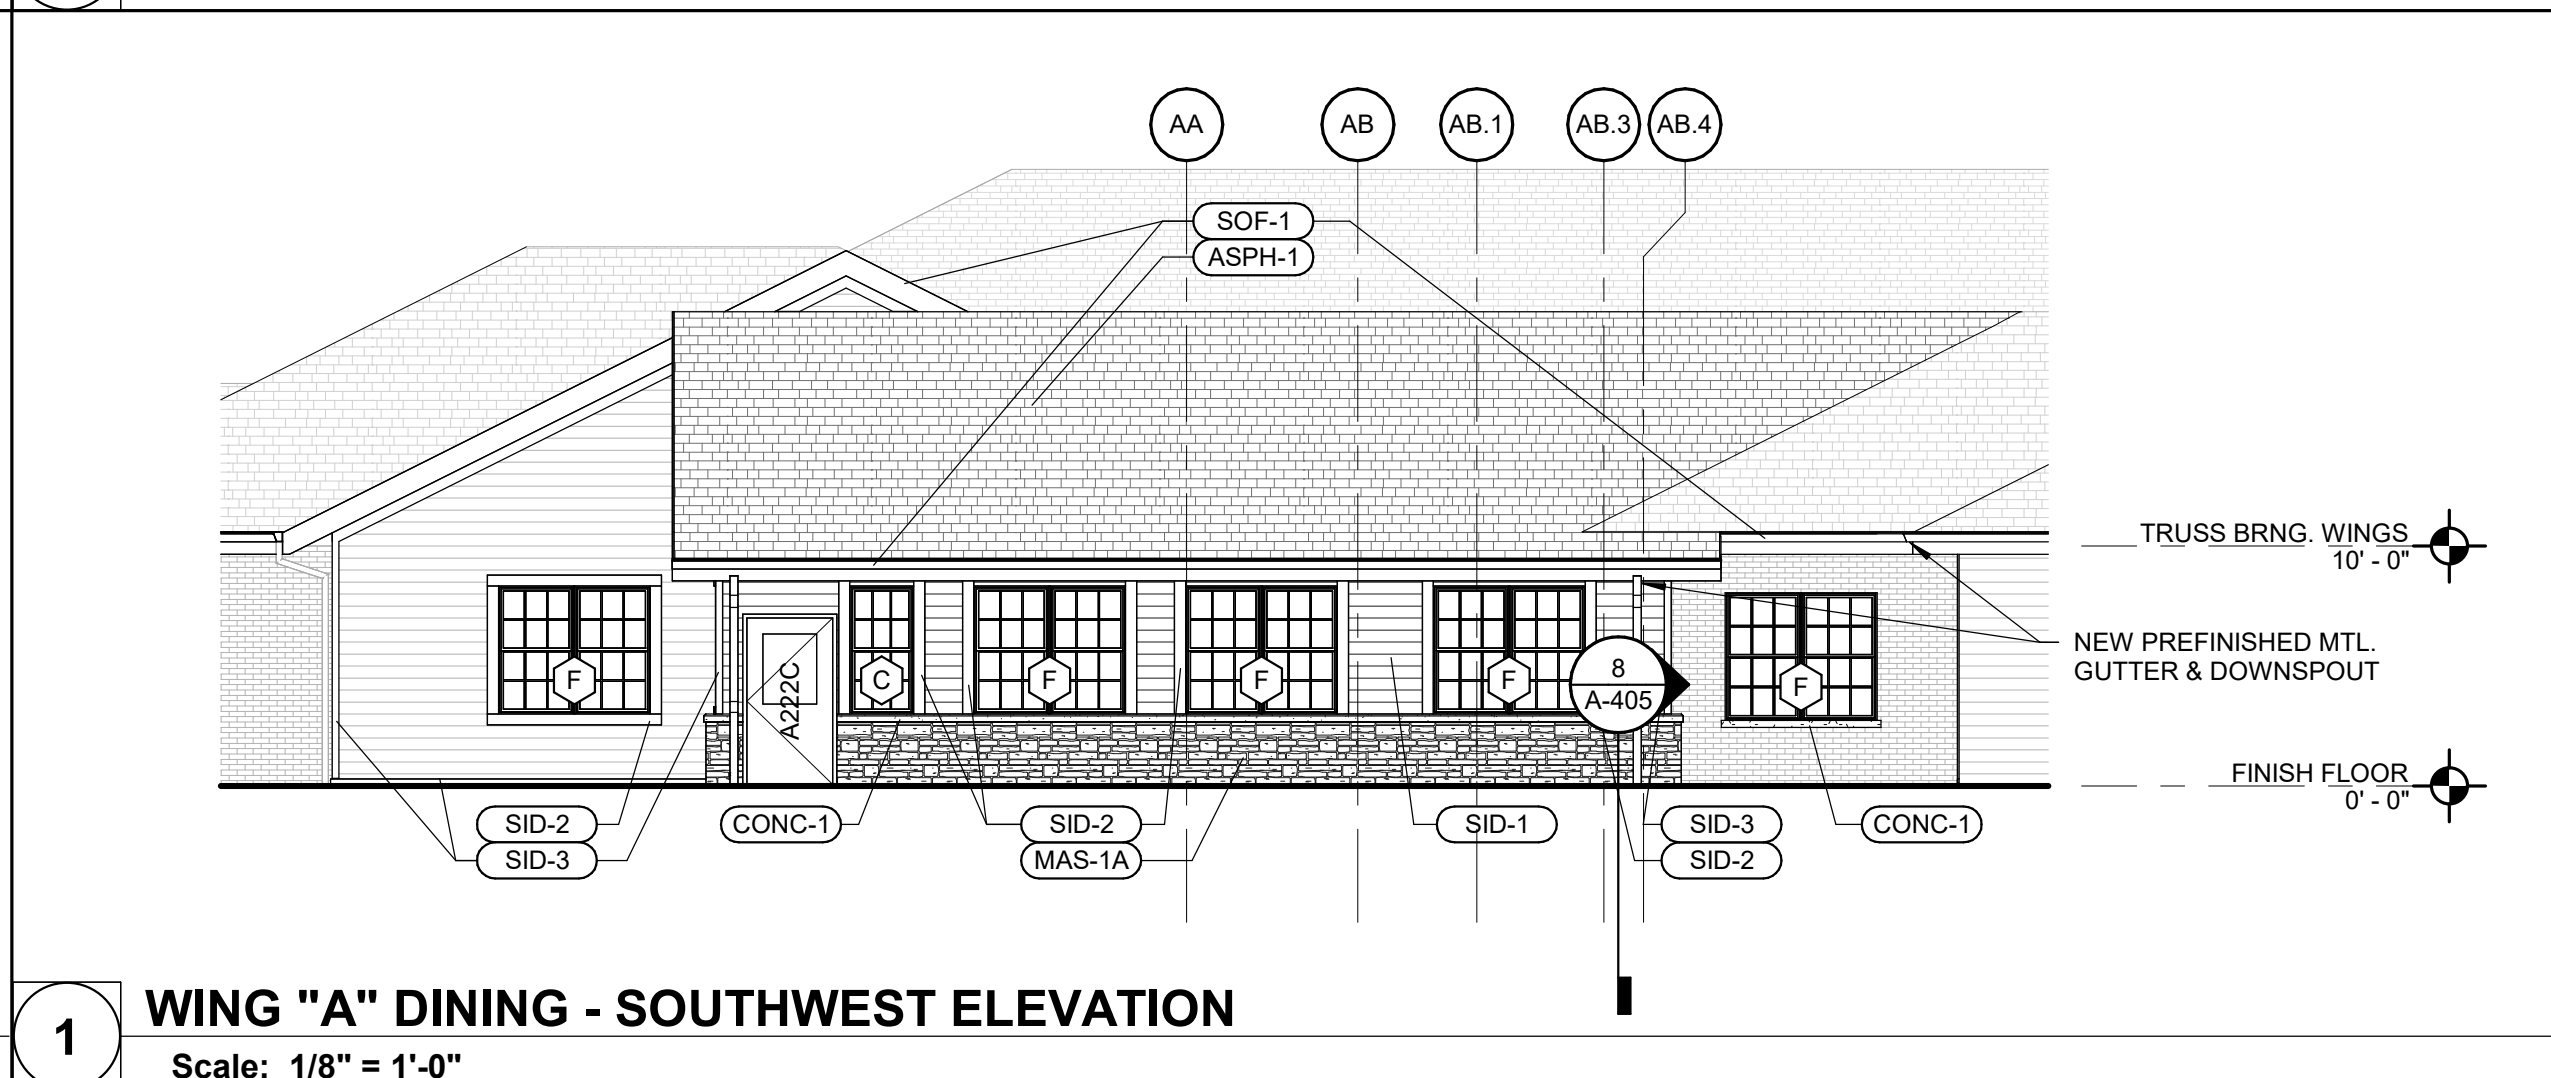 AA
AB
AB.1
AB.3
AB.4
SOF-1
ASPH-1
TRUSS BRNG. WINGS
10' - 0"
NEW PREFINISHED MTL.
GUTTER & DOWNSPOUT
F
A222C
C
F
F
F
8
A-405
F
FINISH FLOOR
0' - 0"
SID-2
SID-3
CONC-1
SID-2
MAS-1A
SID-1
SID-3
SID-2
CONC-1
1
WING "A" DINING - SOUTHWEST ELEVATION
Scale: 1/8" = 1'-0"